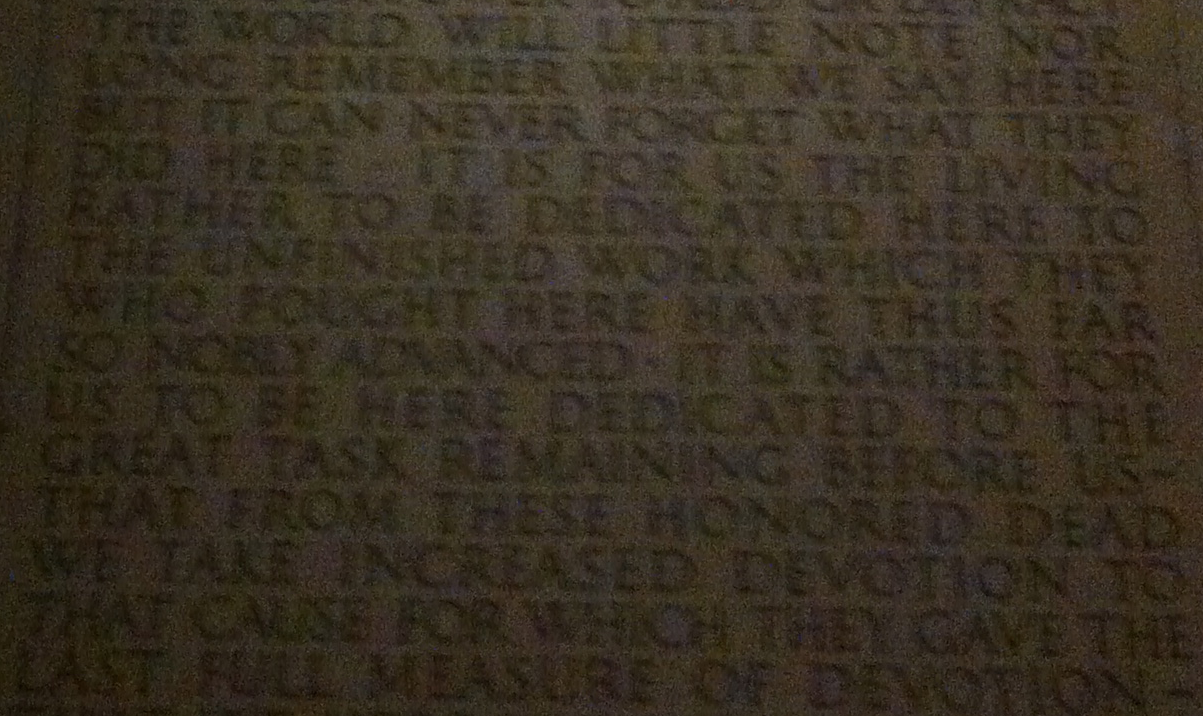 THE WORLD WILL LITTLE NOTE NOR
LONG REMEMBER WHAT WE SAY HERE
BUT IT CAN NEVER FORGET WHAT THEY
DID HERE · IT IS FOR US THE LIVING
RATHER TO BE DEDICATED HERE TO
THE UNFINISHED WORK WHICH THEY
WHO FOUGHT HERE HAVE THUS FAR
SO NOBLY ADVANCED · IT IS RATHER FOR
US TO BE HERE DEDICATED TO THE
GREAT TASK REMAINING BEFORE US–
THAT FROM THESE HONORED DEAD
WE TAKE INCREASED DEVOTION TO
THAT CAUSE FOR WHICH THEY GAVE THE
LAST FULL MEASURE OF DEVOTION–